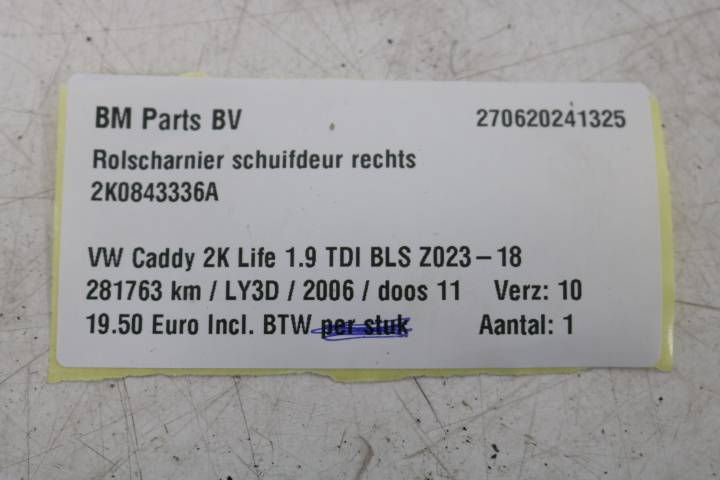 BM Parts BV 270620241325
Rolscharnier schuifdeur rechts
2K0843336A
VW Caddy 2K Life 1.9 TDI BLS Z023-18
281763 km / LY3D / 2006 / doos 11 Verz: 10
19.50 Euro Incl. BTW per stuk Aantal: 1